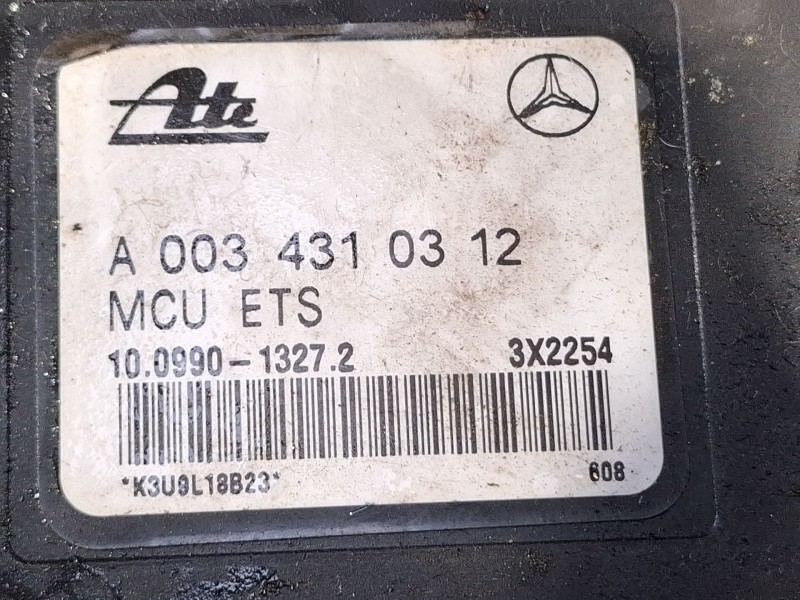 Ate
A 003 431 03 12
MCU ETS
10.0990-1327.2 3X2254
*K3U9L18B23* 608